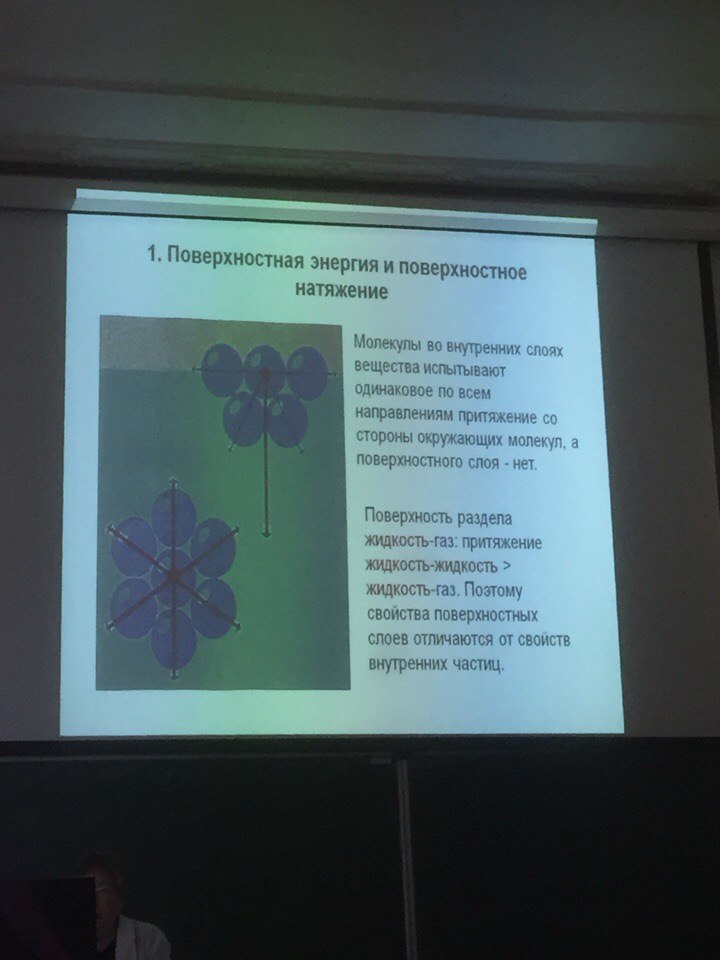 1. Поверхностная энергия и поверхностное
натяжение
Молекулы во внутренних слоях
вещества испытывают
одинаковое по всем
направлениям притяжение со
стороны окружающих молекул, а
поверхностного слоя - нет.
Поверхность раздела
жидкость-газ: притяжение
жидкость-жидкость >
жидкость-газ. Поэтому
свойства поверхностных
слоев отличаются от свойств
внутренних частиц.